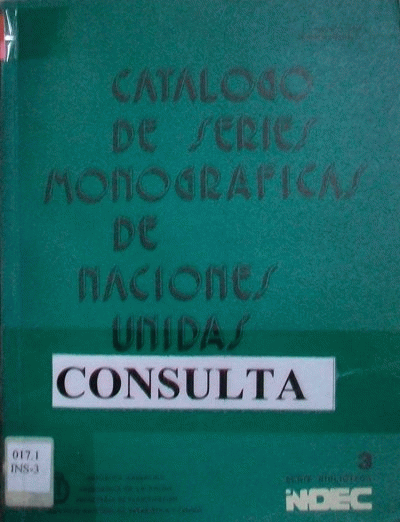 CATALOGO
DE SERIES
MONOGRAFICAS
DE
NACIONES
UNIDAS
CONSULTA
017.1
INS-3
3
INDEC